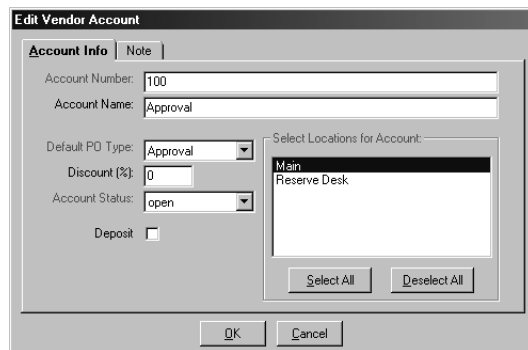 Edit Vendor Account
Account Info Note
Account Number: 100
Account Name: Approval
Default PO Type: Approval
Discount (%): 0
Account Status: open
Deposit
Select Locations for Account:
Main
Reserve Desk
Select All Deselect All
OK Cancel